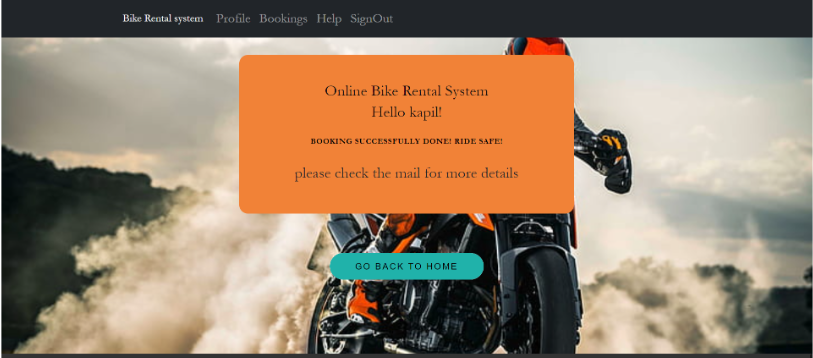 Bike Rental system Profile Bookings Help SignOut
Online Bike Rental System
Hello kapil!
BOOKING SUCCESSFULLY DONE! RIDE SAFE!
please check the mail for more details
GO BACK TO HOME